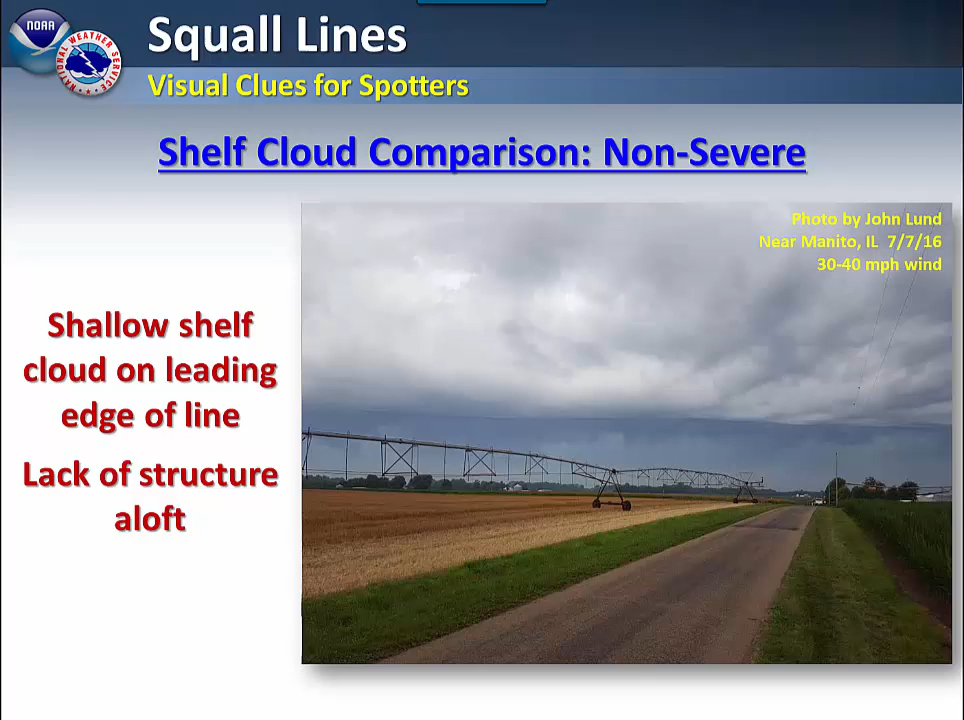 NOAA
NATIONAL WEATHER SERVICE
Squall Lines
Visual Clues for Spotters
Shelf Cloud Comparison: Non-Severe
Photo by John Lund
Near Manito, IL 7/7/16
30-40 mph wind
Shallow shelf
cloud on leading
edge of line
Lack of structure
aloft